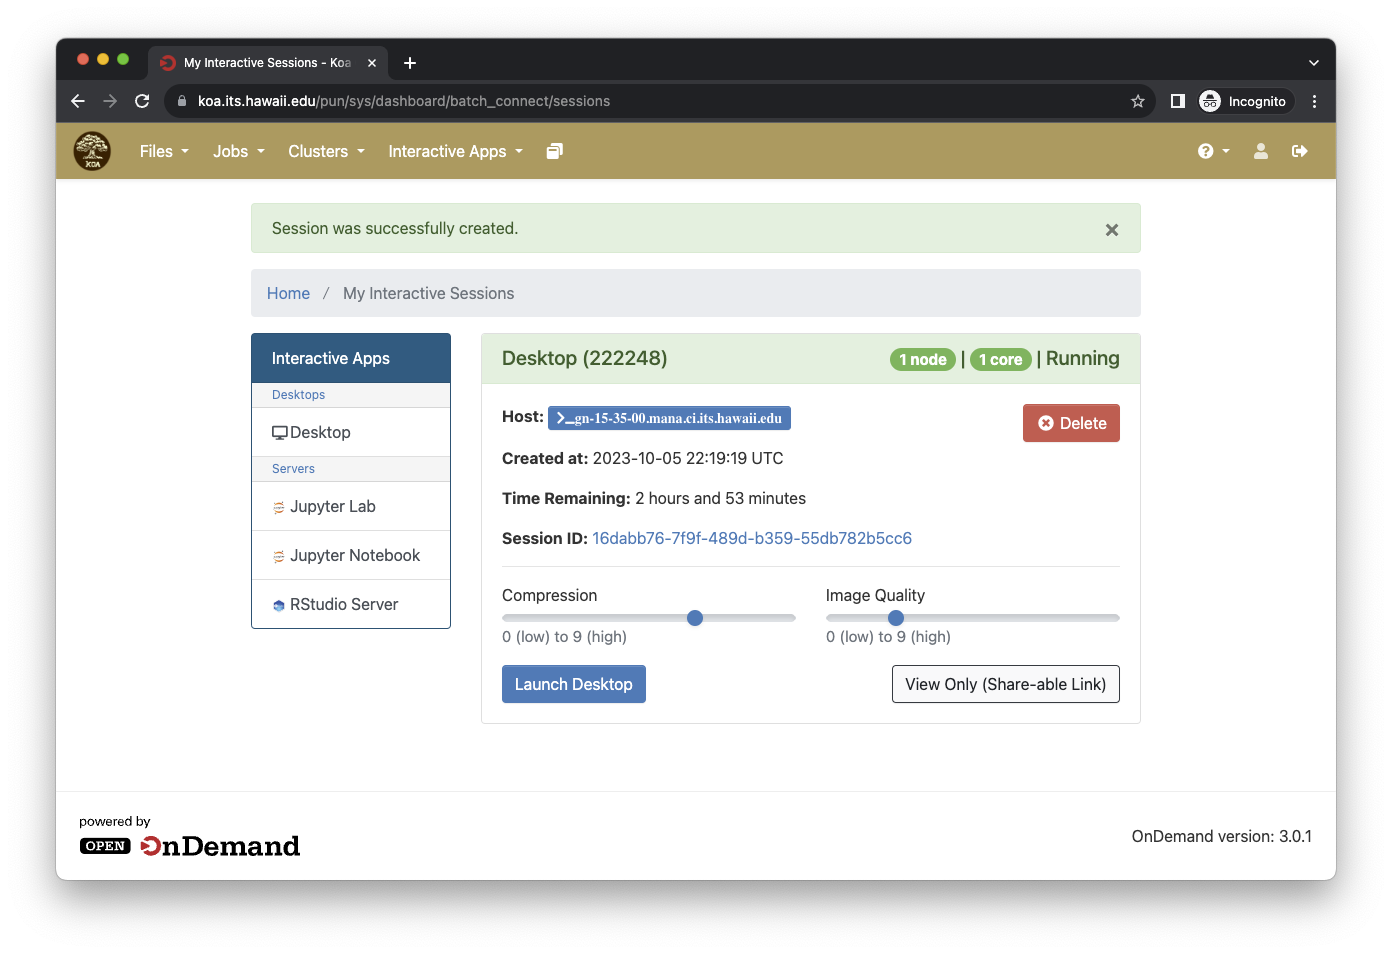 My Interactive Sessions - Koa
koa.its.hawaii.edu/pun/sys/dashboard/batch_connect/sessions
Incognito
KOA
Files
Jobs
Clusters
Interactive Apps
Session was successfully created.
Home / My Interactive Sessions
Interactive Apps
Desktops
Desktop
Servers
Jupyter Lab
Jupyter Notebook
RStudio Server
Desktop (222248)
1 node | 1 core | Running
Host: >_gn-15-35-00.mana.ci.its.hawaii.edu
Delete
Created at: 2023-10-05 22:19:19 UTC
Time Remaining: 2 hours and 53 minutes
Session ID: 16dabb76-7f9f-489d-b359-55db782b5cc6
Compression
0 (low) to 9 (high)
Image Quality
0 (low) to 9 (high)
Launch Desktop
View Only (Share-able Link)
powered by
OPEN OnDemand
OnDemand version: 3.0.1